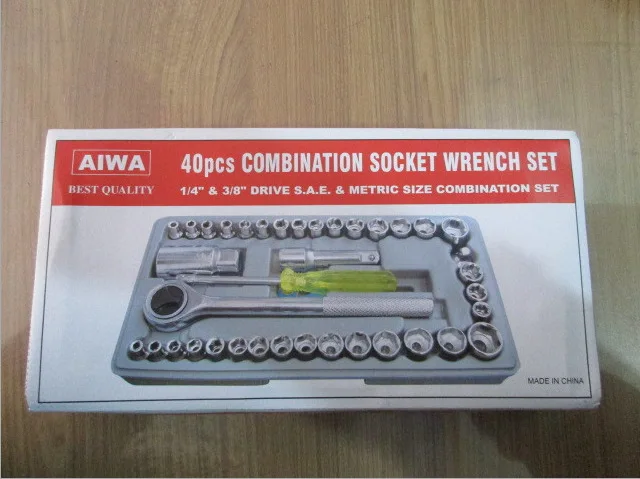 AIWA
BEST QUALITY
40pcs COMBINATION SOCKET WRENCH SET
1/4" & 3/8" DRIVE S.A.E. & METRIC SIZE COMBINATION SET
MADE IN CHINA